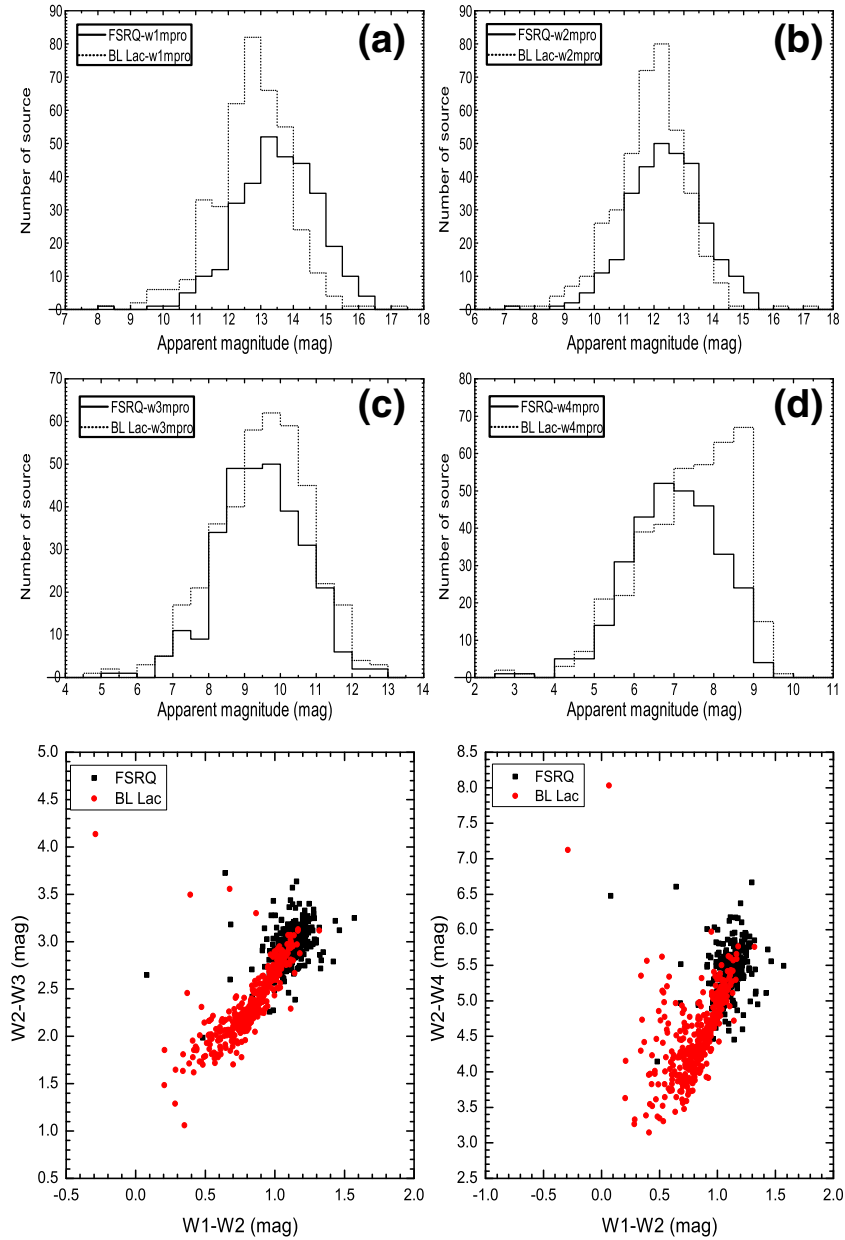 (a)
FSRQ-w1mpro
BL Lac-w1mpro
90
80
70
60
50
40
30
20
10
0
Number of source
7 8 9 10 11 12 13 14 15 16 17 18
Apparent magnitude (mag)
(b)
FSRQ-w2mpro
BL Lac-w2mpro
90
80
70
60
50
40
30
20
10
0
Number of source
6 7 8 9 10 11 12 13 14 15 16 17 18
Apparent magnitude (mag)
(c)
FSRQ-w3mpro
BL Lac-w3mpro
70
60
50
40
30
20
10
0
Number of source
4 5 6 7 8 9 10 11 12 13 14
Apparent magnitude (mag)
(d)
FSRQ-w4mpro
BL Lac-w4mpro
80
70
60
50
40
30
20
10
0
Number of source
2 3 4 5 6 7 8 9 10 11
Apparent magnitude (mag)
FSRQ
BL Lac
5.0
4.5
4.0
3.5
3.0
2.5
2.0
1.5
1.0
0.5
W2-W3 (mag)
-0.5 0.0 0.5 1.0 1.5 2.0
W1-W2 (mag)
FSRQ
BL Lac
8.5
8.0
7.5
7.0
6.5
6.0
5.5
5.0
4.5
4.0
3.5
3.0
2.5
W2-W4 (mag)
-1.0 -0.5 0.0 0.5 1.0 1.5 2.0
W1-W2 (mag)